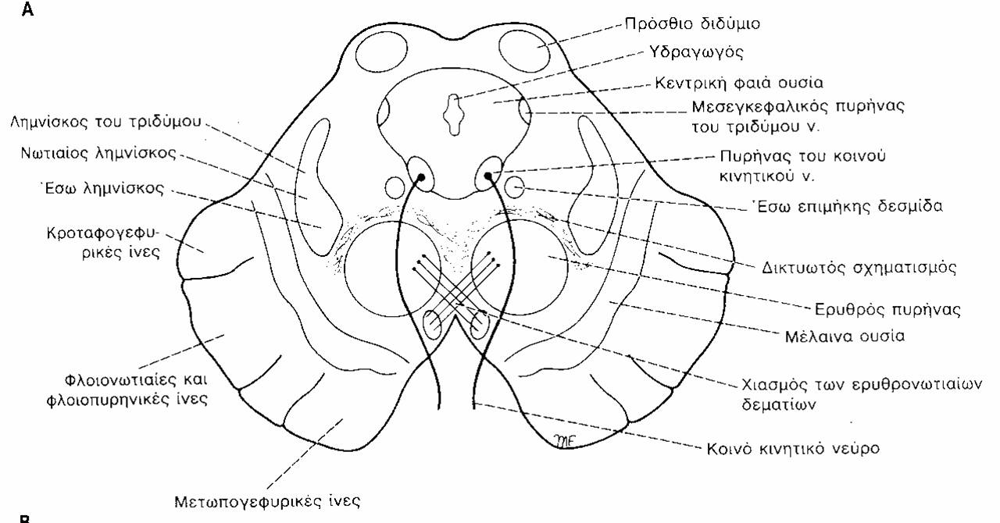 A
Πρόσθιο διδύμιο
Υδραγωγός
Κεντρική φαιά ουσία
Μεσεγκεφαλικός πυρήνας
του τριδύμου ν.
Πυρήνας του κοινού
κινητικού ν.
Έσω επιμήκης δεσμίδα
Δικτυωτός σχηματισμός
Ερυθρός πυρήνας
Μέλαινα ουσία
Χιασμός των ερυθρονωτιαίων
δεματίων
Κοινό κινητικό νεύρο
Λημνίσκος του τριδύμου
Νωτιαίος λημνίσκος
Έσω λημνίσκος
Κροταφογεφυ-
ρικές ίνες
Φλοιονωτιαίες και
φλοιοπυρηνικές ίνες
Μετωπογεφυρικές ίνες
ME
B